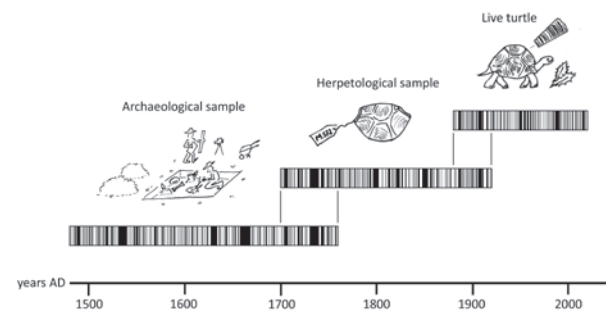 Live turtle
Herpetological sample
Archaeological sample
years AD
1500 1600 1700 1800 1900 2000